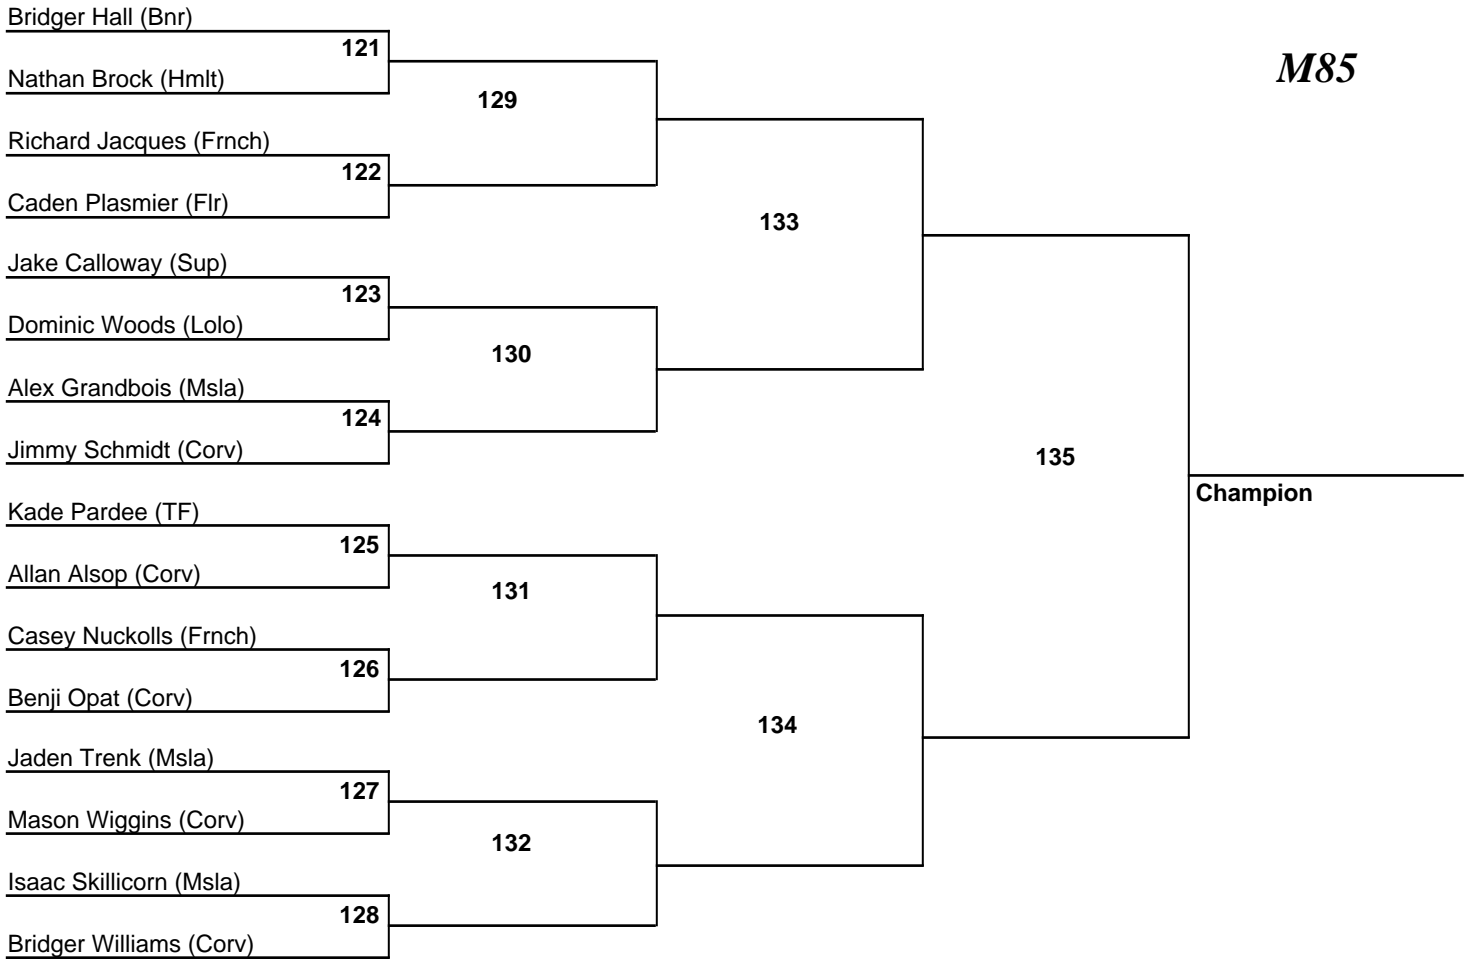 Bridger Hall (Bnr)
121
Nathan Brock (Hmlt)
M85
129
Richard Jacques (Frnch)
122
Caden Plasmier (Flr)
133
Jake Calloway (Sup)
123
Dominic Woods (Lolo)
130
Alex Grandbois (Msla)
124
Jimmy Schmidt (Corv)
135
Champion
Kade Pardee (TF)
125
Allan Alsop (Corv)
131
Casey Nuckolls (Frnch)
126
Benji Opat (Corv)
134
Jaden Trenk (Msla)
127
Mason Wiggins (Corv)
132
Isaac Skillicorn (Msla)
128
Bridger Williams (Corv)